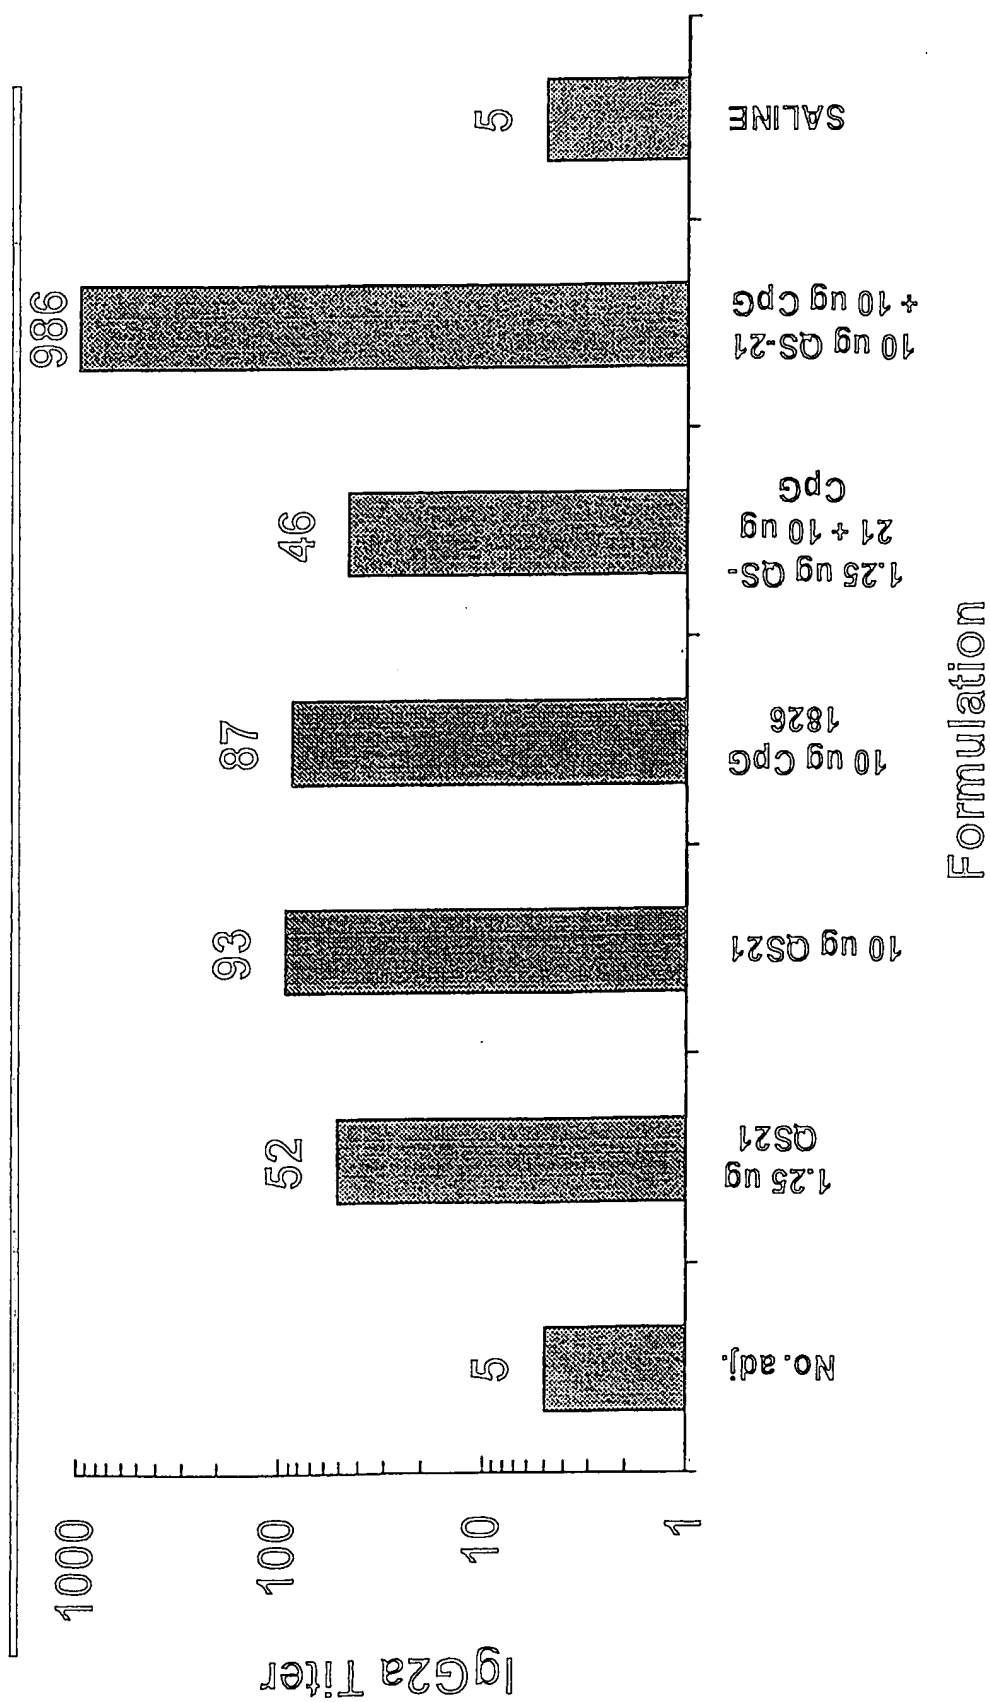 IgG2a Titer
1000
100
10
1
5
52
93
87
46
986
5
No. adj.
1.25 ug
QS21
10 ug QS21
10 ug CpG
1826
1.25 ug QS-
21 + 10 ug
CpG
10 ug QS-21
+ 10 ug CpG
SALINE
Formulation